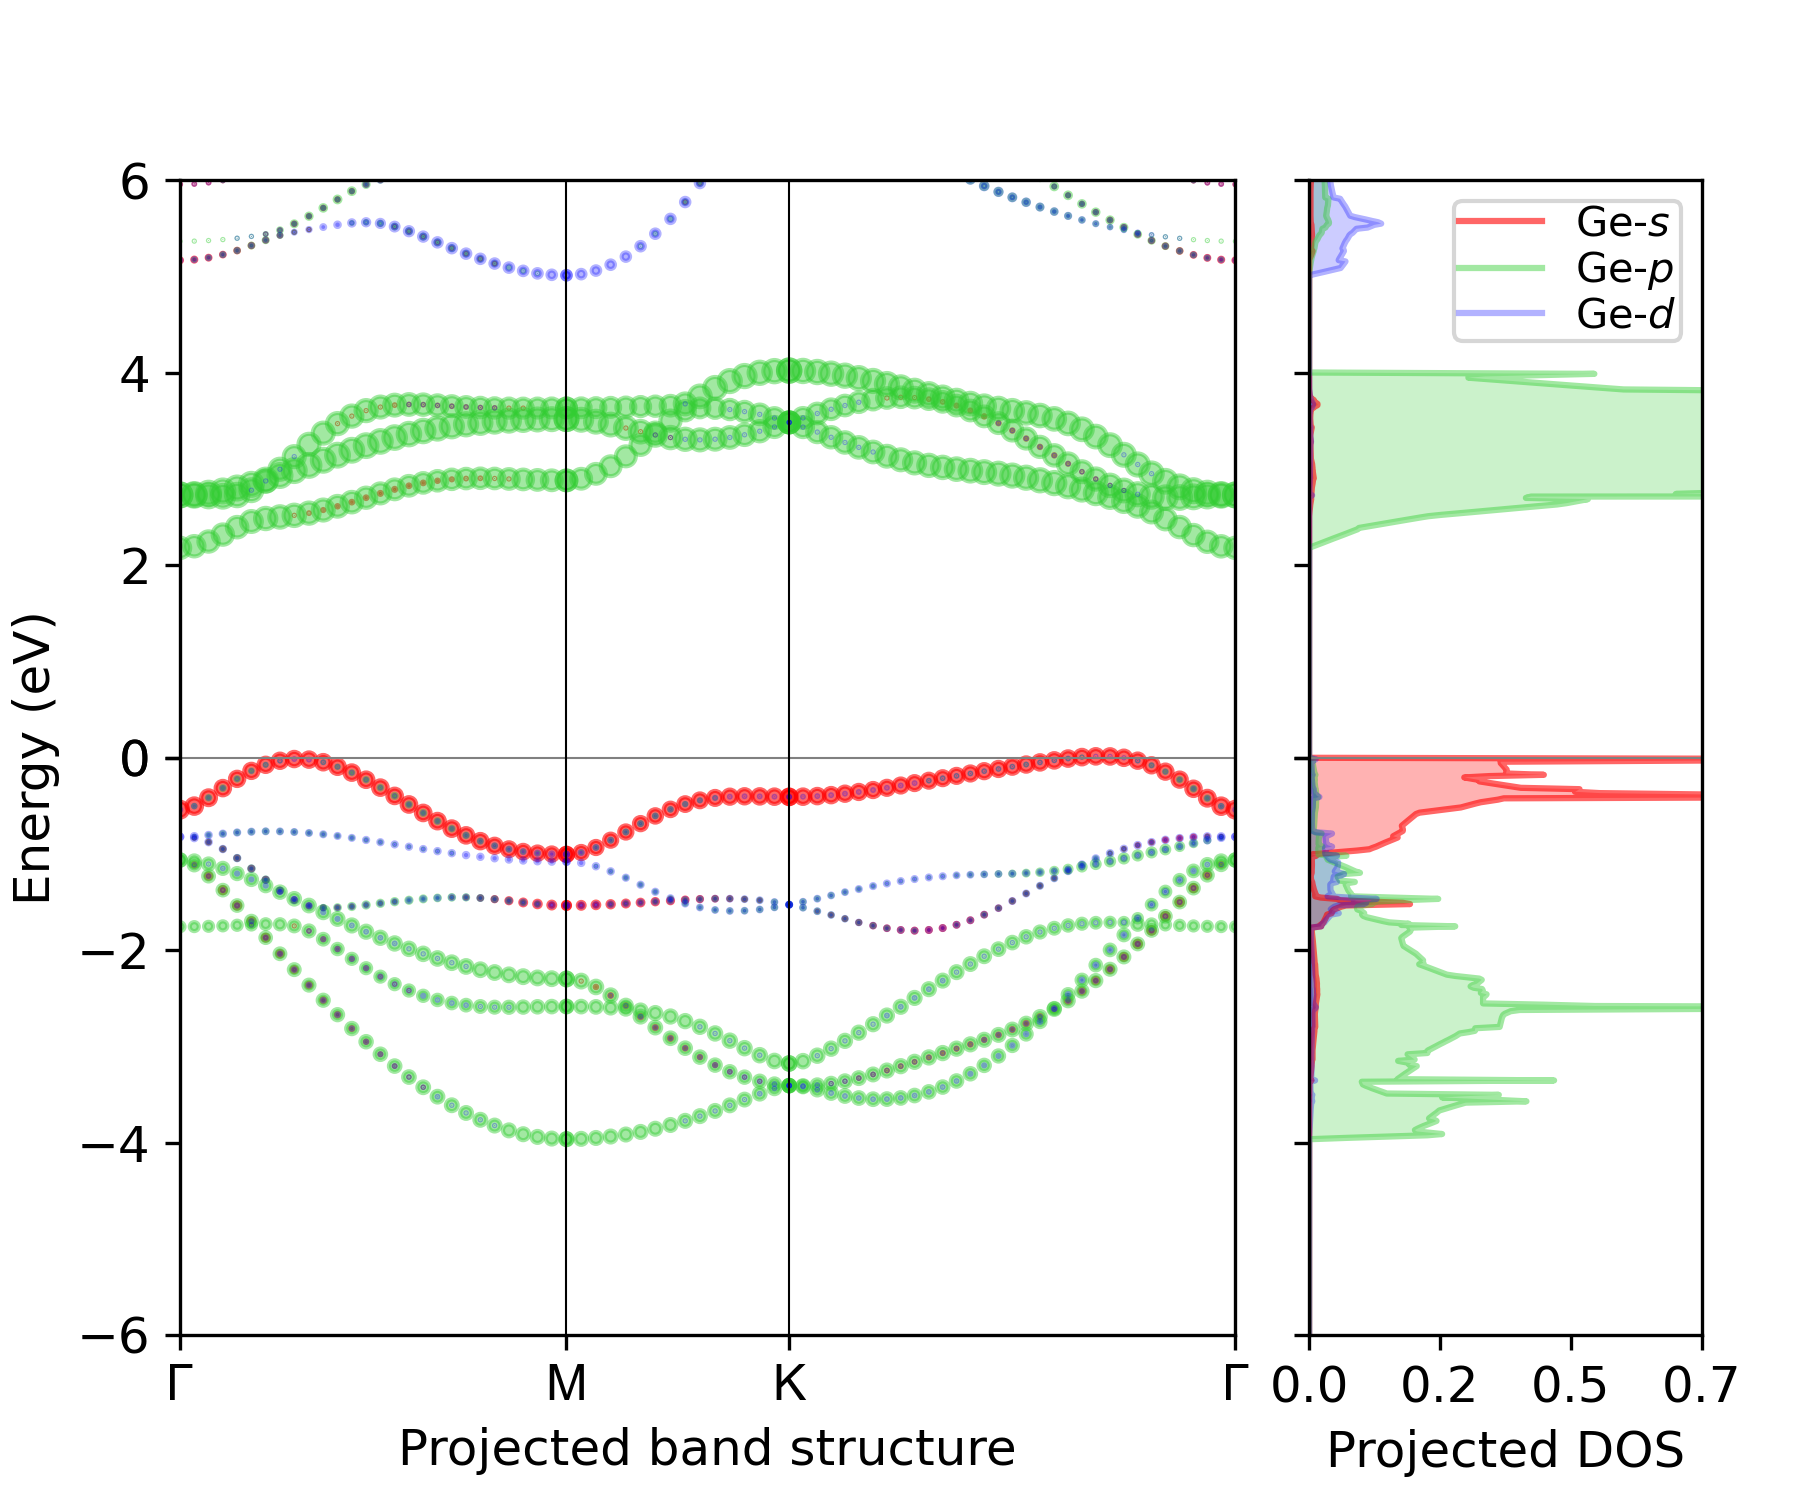 6
4
2
0
−2
−4
−6
Energy (eV)
Γ M K Γ
Projected band structure
Ge-s
Ge-p
Ge-d
0.0 0.2 0.5 0.7
Projected DOS